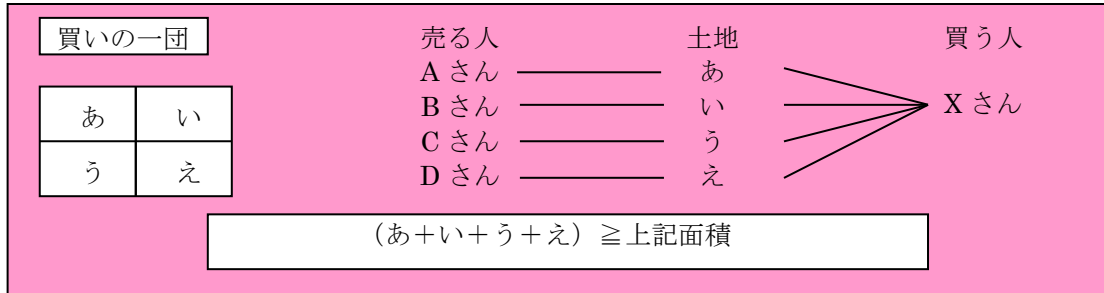 買いの一団
売る人 土地 買う人
Aさん あ
Bさん い Xさん
Cさん う
Dさん え
あ い
う え
（あ＋い＋う＋え）≧上記面積